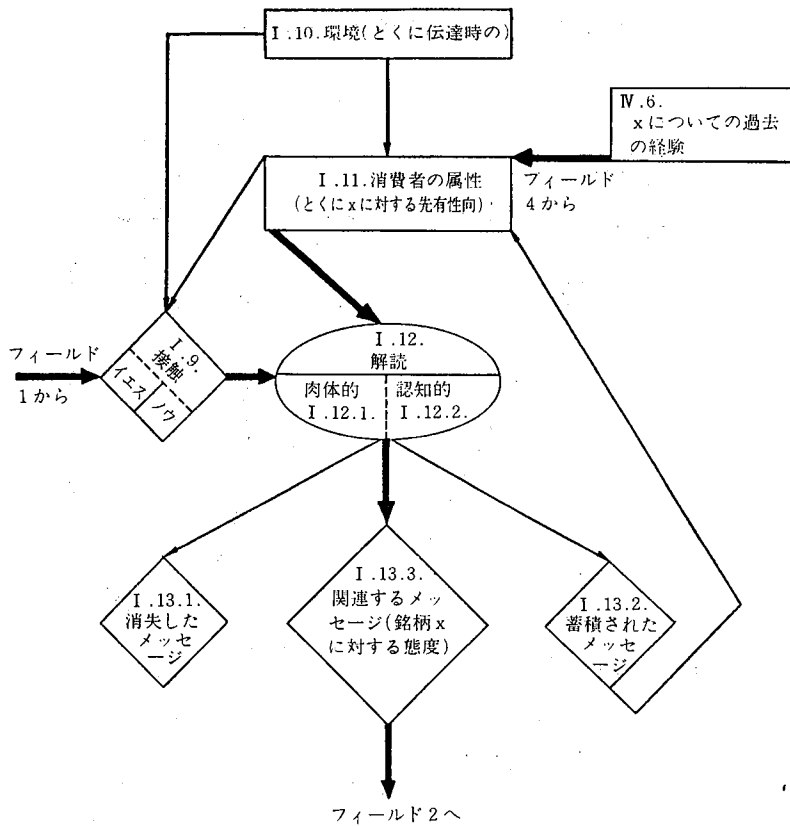 Ⅰ.10.環境(とくに伝達時の)
Ⅳ.6.
xについての過去
の経験
Ⅰ.11.消費者の属性
(とくにxに対する先有性向)
フィールド
4から
Ⅰ.9.
接触
イエス
ノウ
フィールド
1から
Ⅰ.12.
解読
肉体的
Ⅰ.12.1.
認知的
Ⅰ.12.2.
Ⅰ.13.1.
消失した
メッセ
ージ
Ⅰ.13.3.
関連するメッ
セージ(銘柄x
に対する態度)
Ⅰ.13.2.
蓄積された
メッセ
ージ
フィールド2へ